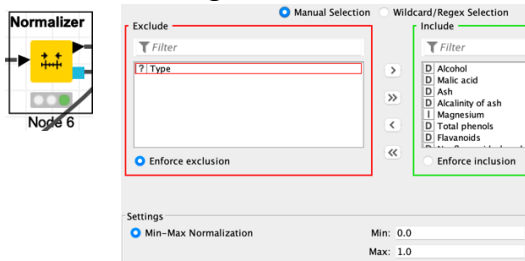 Normalizer
Node 6
Manual Selection
Wildcard/Regex Selection
Exclude
Filter
? Type
Enforce exclusion
Include
Filter
D Alcohol
D Malic acid
D Ash
D Alcalinity of ash
I Magnesium
D Total phenols
D Flavanoids
Enforce inclusion
Settings
Min-Max Normalization
Min: 0.0
Max: 1.0